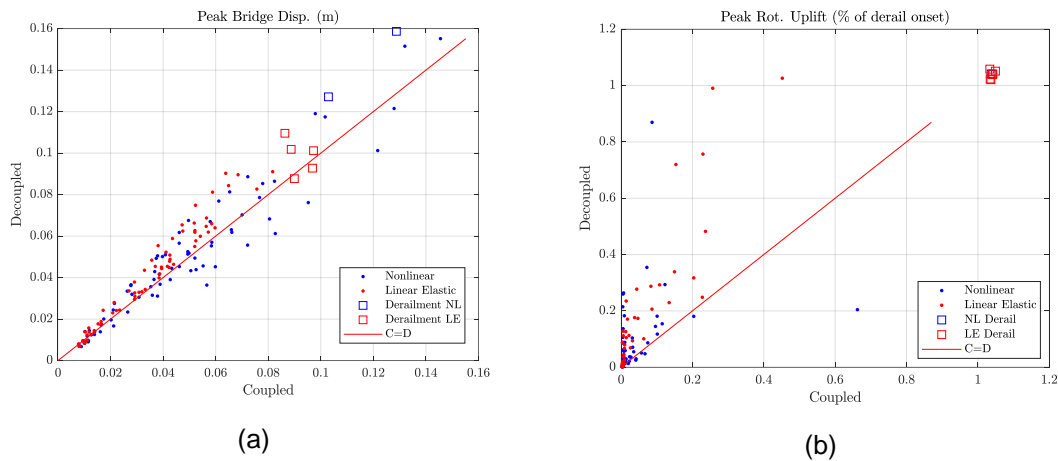 Peak Bridge Disp. (m)
0.16
0.14
0.12
0.1
0.08
0.06
0.04
0.02
0
Decoupled
0 0.02 0.04 0.06 0.08 0.1 0.12 0.14 0.16
Coupled
Nonlinear
Linear Elastic
Derailment NL
Derailment LE
C=D
(a)
Peak Rot. Uplift (% of derail onset)
1.2
1
0.8
0.6
0.4
0.2
0
Decoupled
0 0.2 0.4 0.6 0.8 1 1.2
Coupled
Nonlinear
Linear Elastic
NL Derail
LE Derail
C=D
(b)